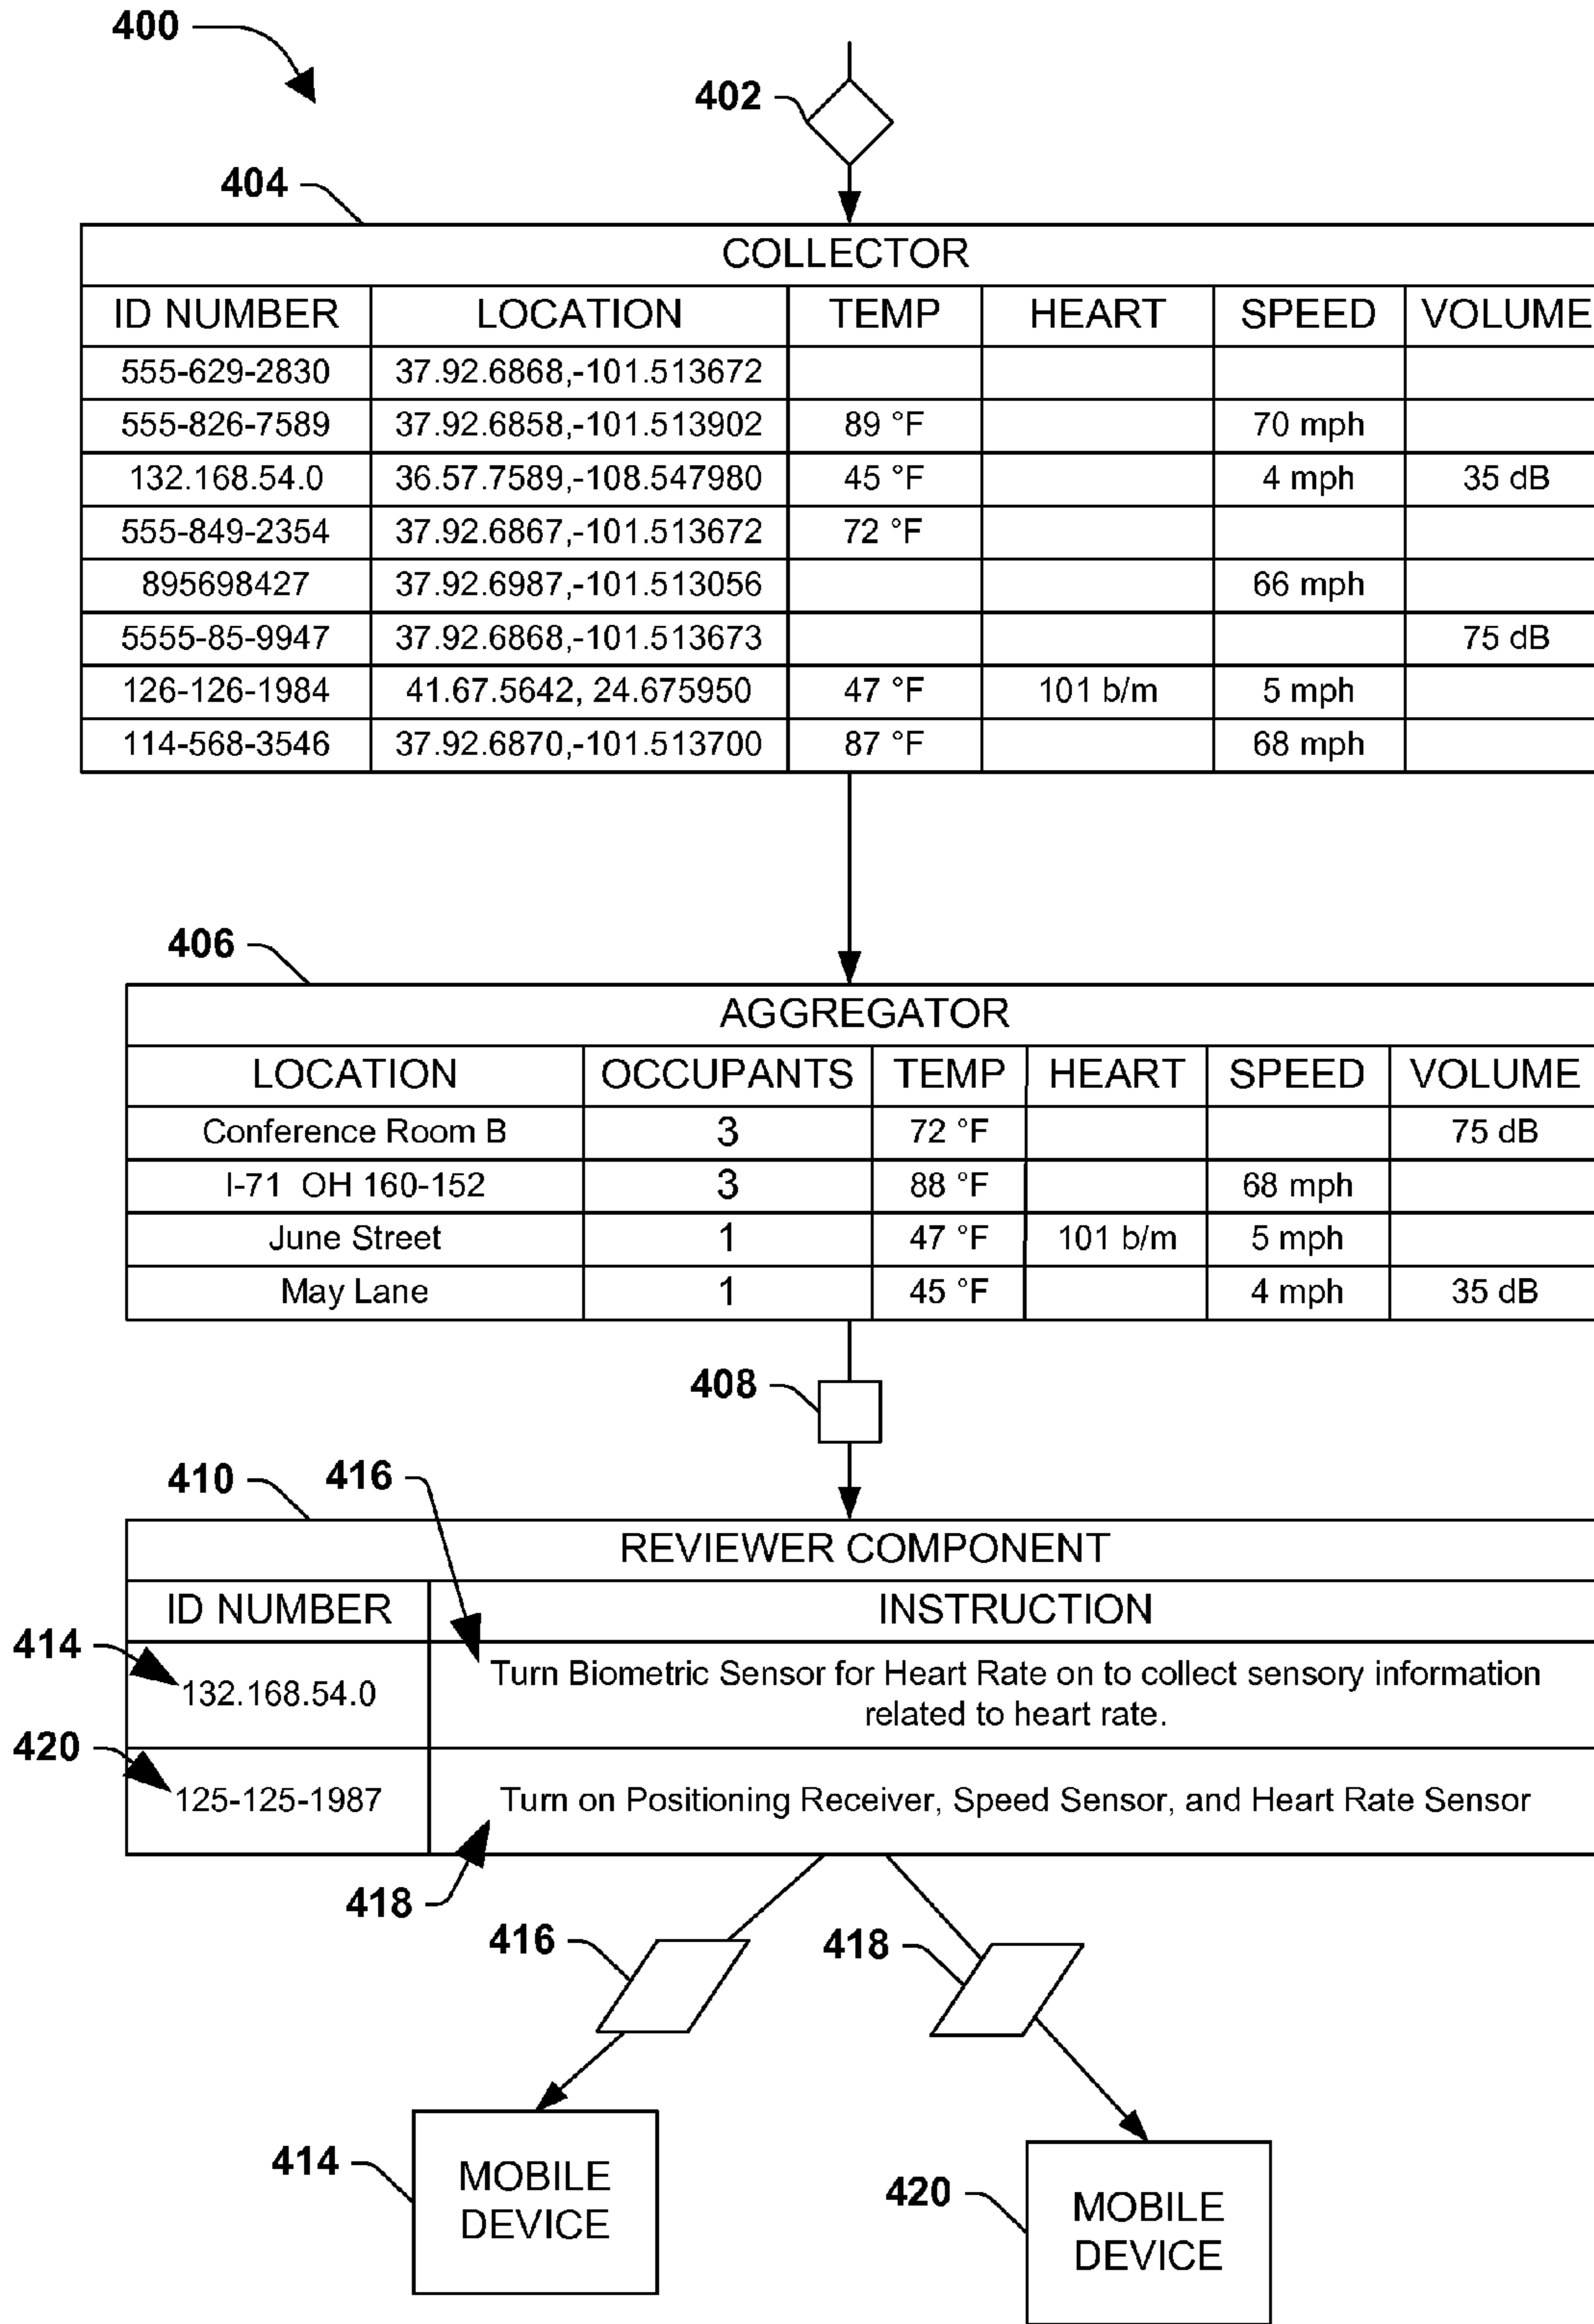 400
402
404
COLLECTOR
ID NUMBER LOCATION TEMP HEART SPEED VOLUME
555-629-2830 37.92.6868,-101.513672
555-826-7589 37.92.6858,-101.513902 89 °F 70 mph
132.168.54.0 36.57.7589,-108.547980 45 °F 4 mph 35 dB
555-849-2354 37.92.6867,-101.513672 72 °F
895698427 37.92.6987,-101.513056 66 mph
5555-85-9947 37.92.6868,-101.513673 75 dB
126-126-1984 41.67.5642, 24.675950 47 °F 101 b/m 5 mph
114-568-3546 37.92.6870,-101.513700 87 °F 68 mph
406
AGGREGATOR
LOCATION OCCUPANTS TEMP HEART SPEED VOLUME
Conference Room B 3 72 °F 75 dB
I-71 OH 160-152 3 88 °F 68 mph
June Street 1 47 °F 101 b/m 5 mph
May Lane 1 45 °F 4 mph 35 dB
408
410 416
REVIEWER COMPONENT
ID NUMBER INSTRUCTION
414
132.168.54.0 Turn Biometric Sensor for Heart Rate on to collect sensory information
related to heart rate.
420
125-125-1987 Turn on Positioning Receiver, Speed Sensor, and Heart Rate Sensor
418
416 418
414 MOBILE
DEVICE
420 MOBILE
DEVICE